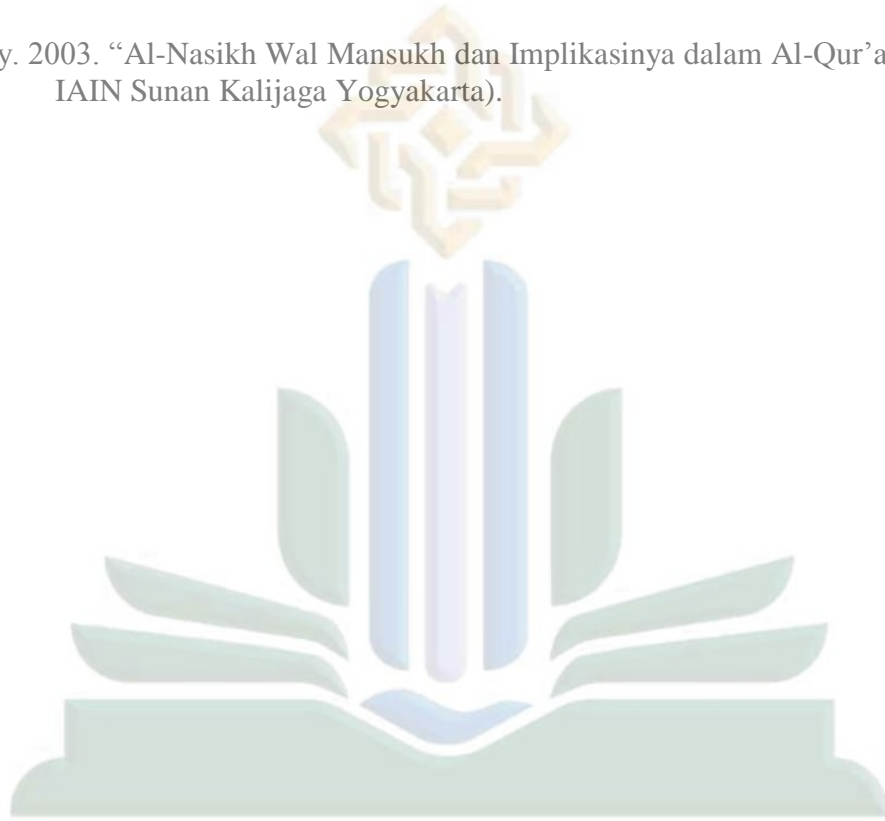 y. 2003. “Al-Nasikh Wal Mansukh dan Implikasinya dalam Al-Qur’a
IAIN Sunan Kalijaga Yogyakarta).